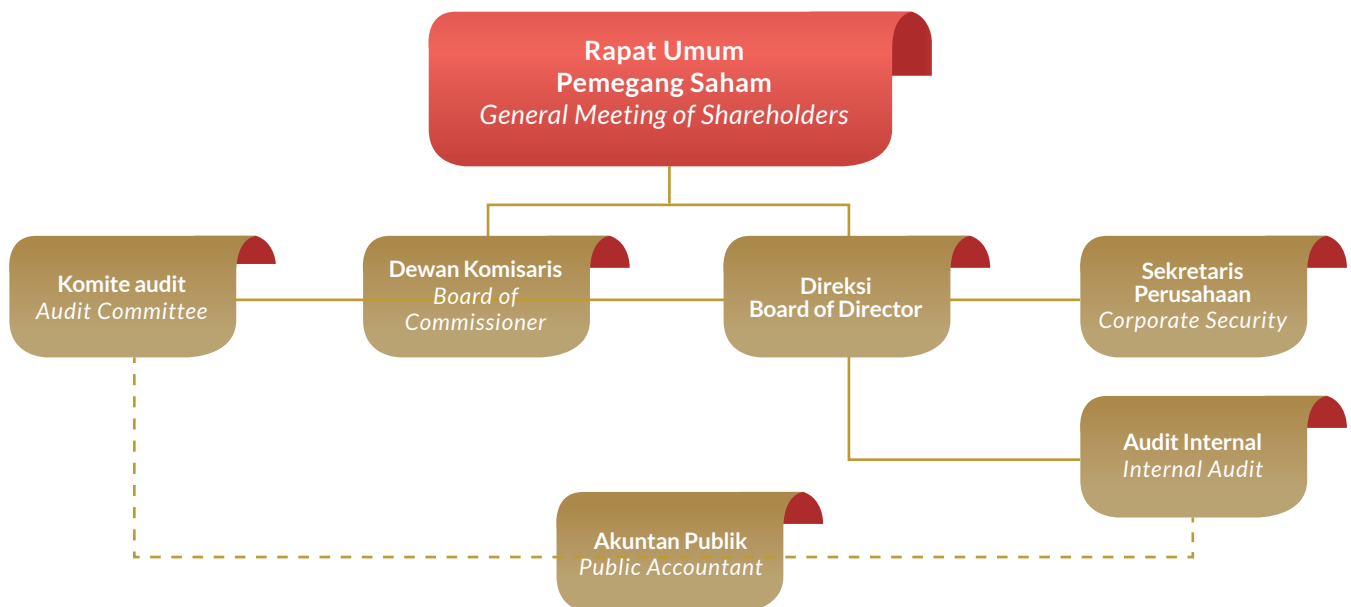 Rapat Umum
Pemegang Saham
General Meeting of Shareholders
Komite audit
Audit Committee
Dewan Komisaris
Board of
Commissioner
Direksi
Board of Director
Sekretaris
Perusahaan
Corporate Security
Audit Internal
Internal Audit
Akuntan Publik
Public Accountant